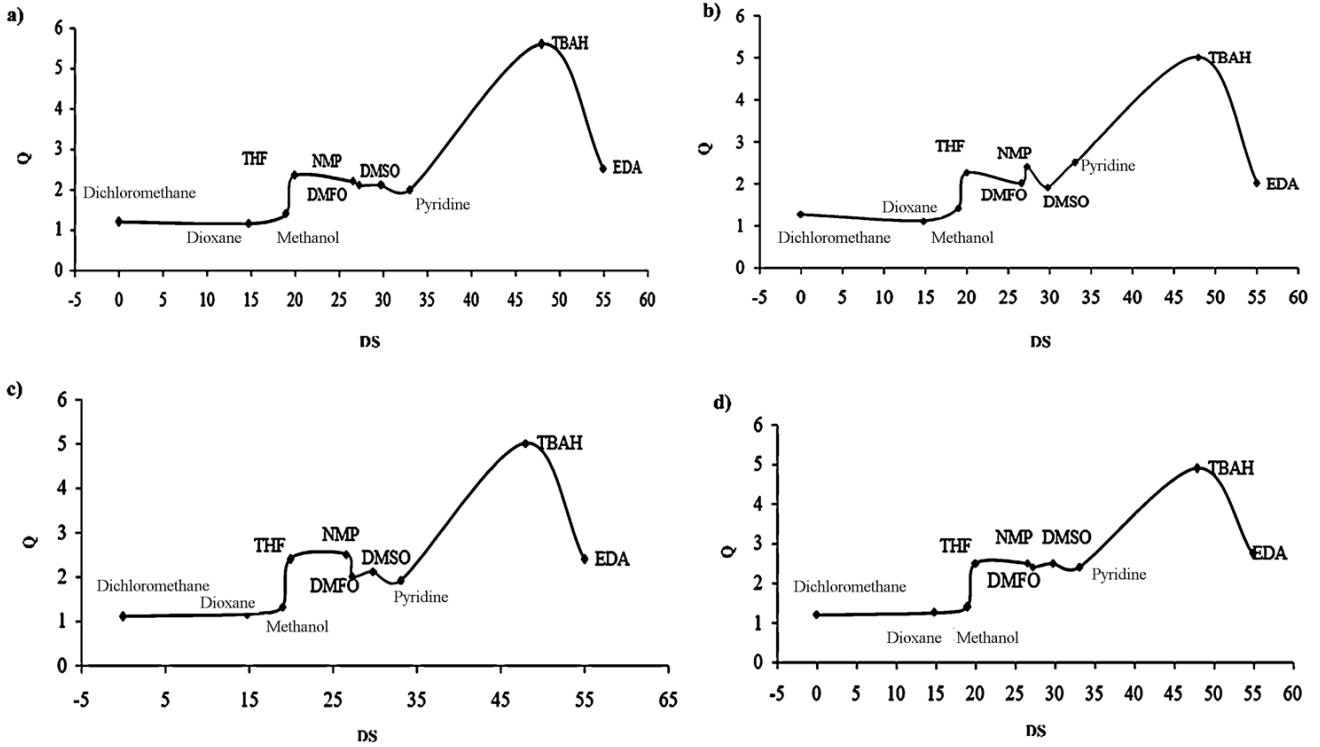 a)
6
5
4
3
2
1
0
Q
TBAH
THF
NMP
DMSO
EDA
Dichloromethane
DMFO
Pyridine
Dioxane
Methanol
-5 0 5 10 15 20 25 30 35 40 45 50 55 60
DS
b)
6
5
4
3
2
1
0
Q
TBAH
THF
NMP
Pyridine
DMFO
EDA
DMSO
Dioxane
Dichloromethane
Methanol
-5 0 5 10 15 20 25 30 35 40 45 50 55 60
DS
c)
6
5
4
3
2
1
0
Q
TBAH
NMP
THF
DMSO
EDA
Dichloromethane
DMFO
Dioxane
Pyridine
Methanol
-5 5 15 25 35 45 55 65
DS
d)
6
5
4
3
2
1
0
Q
TBAH
THF
NMP
DMSO
EDA
DMFO
Pyridine
Dichloromethane
Dioxane
Methanol
-5 0 5 10 15 20 25 30 35 40 45 50 55 60
DS